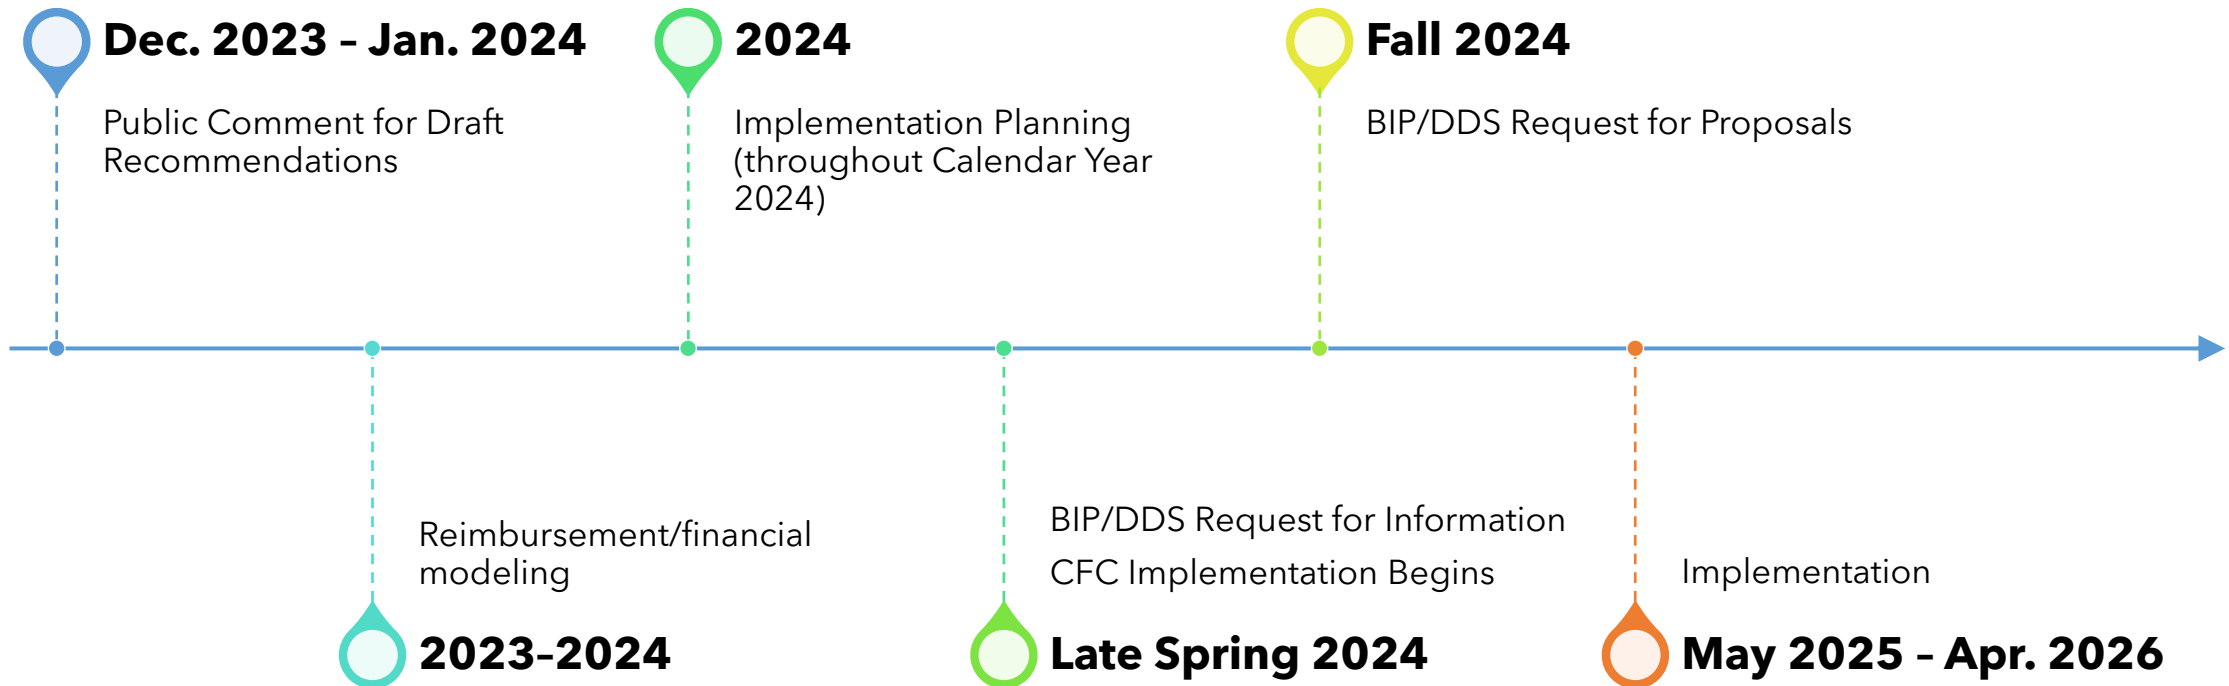 Dec. 2023 – Jan. 2024
Public Comment for Draft
Recommendations
Reimbursement/financial
modeling
2023–2024
2024
Implementation Planning
(throughout Calendar Year
2024)
BIP/DDS Request for Information
CFC Implementation Begins
Late Spring 2024
Fall 2024
BIP/DDS Request for Proposals
Implementation
May 2025 – Apr. 2026